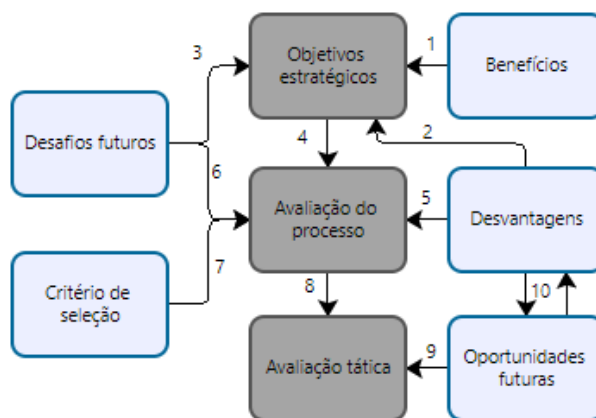 3
Objetivos
estratégicos
1
Benefícios
Desafios futuros
4
2
6
Avaliação do
processo
5
Desvantagens
7
Critério de
seleção
8
10
Avaliação tática
9
Oportunidades
futuras